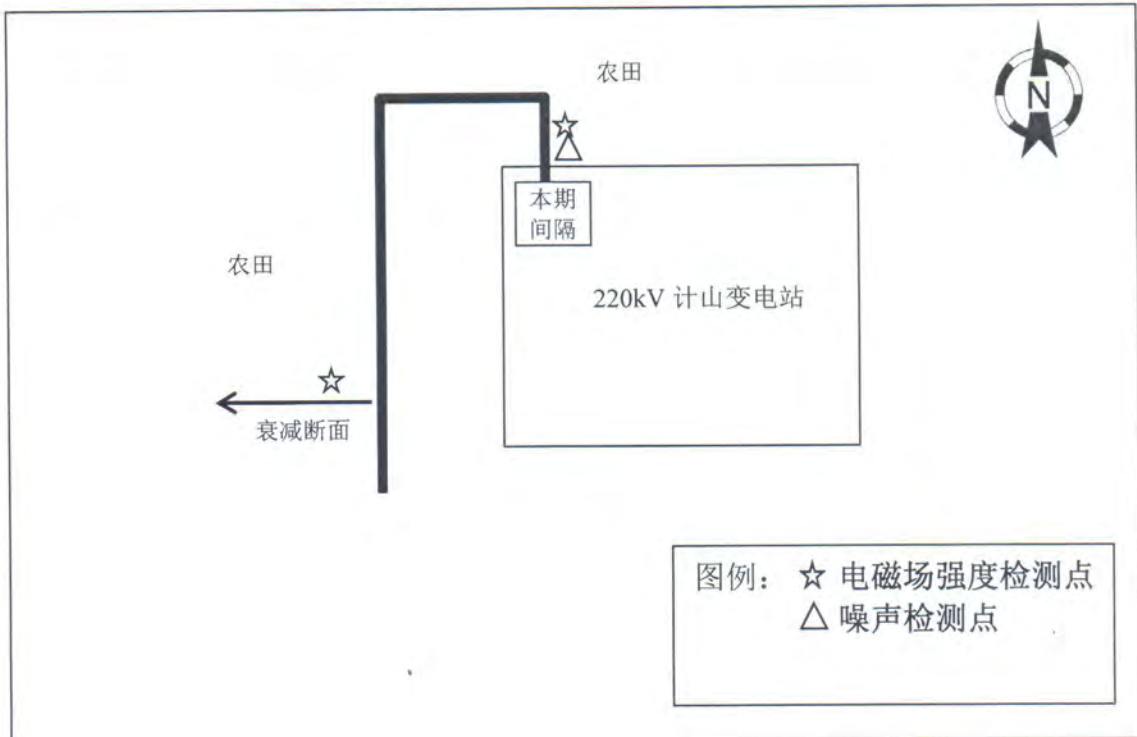 农田
N
本期
间隔
农田
220kV 计山变电站
衰减断面
图例: ☆ 电磁场强度检测点
△ 噪声检测点